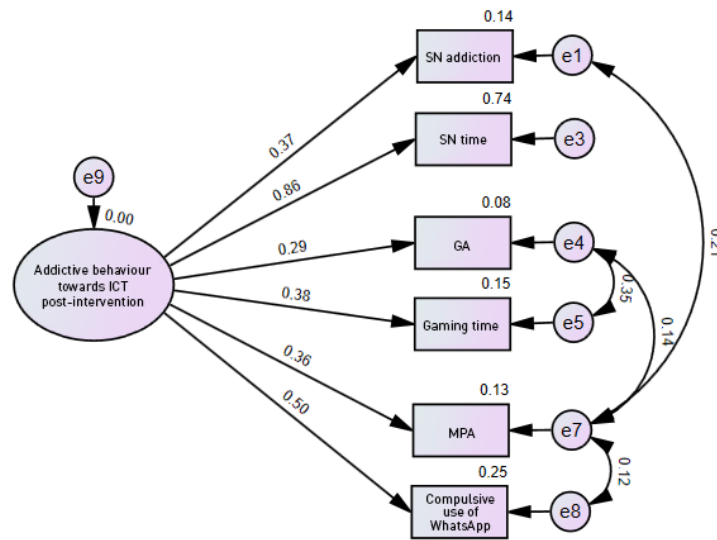 0.14
SN addiction
e1
0.37
0.74
SN time
e3
0.86
e9
0.00
0.21
0.08
GA
e4
0.29
Addictive behaviour
towards ICT
post-intervention
0.35
0.15
Gaming time
e5
0.38
0.14
0.36
0.13
MPA
e7
0.50
0.12
0.25
Compulsive
use of
WhatsApp
e8